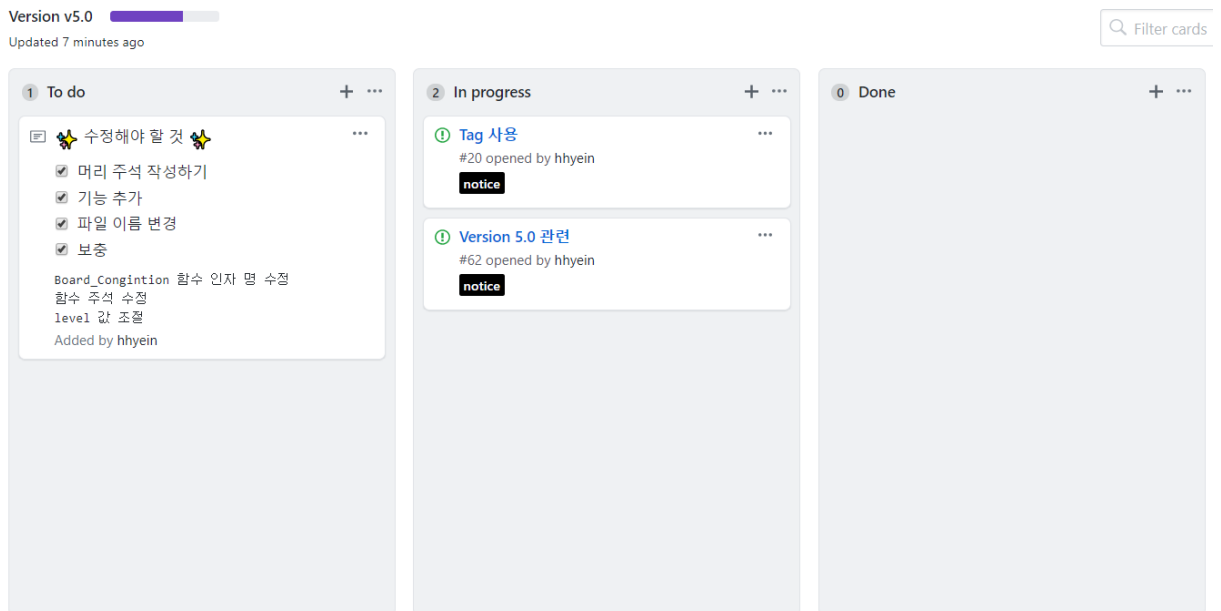 Version v5.0
Updated 7 minutes ago
Filter cards
1 To do
✨ 수정해야 할 것 ✨
머리 주석 작성하기
기능 추가
파일 이름 변경
보충
Board_Congintion 함수 인자 명 수정
함수 주석 수정
level 값 조절
Added by hhyein
2 In progress
Tag 사용
#20 opened by hhyein
notice
Version 5.0 관련
#62 opened by hhyein
notice
0 Done